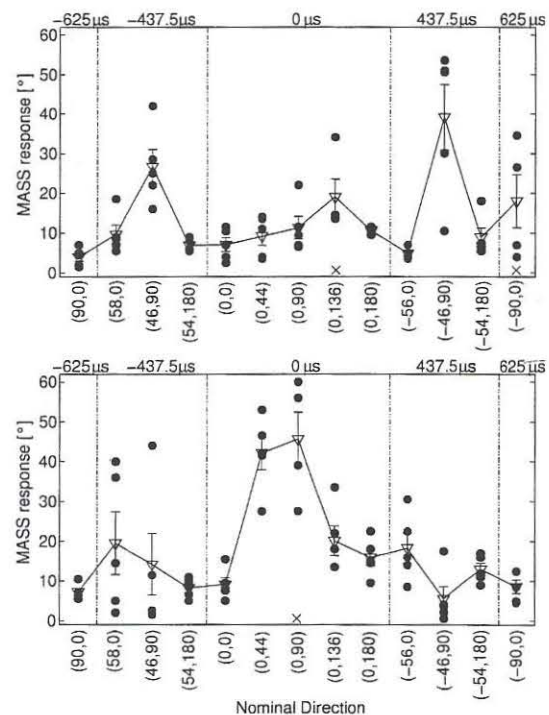 −625µs −437.5µs 0µs 437.5µs 625µs
60
50
40
30
20
10
0
MASS response [°]
(90,0) (58,0) (46,90) (54,180) (0,0) (0,44) (0,90) (0,136) (0,180) (−56,0) (−46,90) (−54,180) (−90,0)
−625µs −437.5µs 0µs 437.5µs 625µs
60
50
40
30
20
10
0
MASS response [°]
(90,0) (58,0) (46,90) (54,180) (0,0) (0,44) (0,90) (0,136) (0,180) (−56,0) (−46,90) (−54,180) (−90,0)
Nominal Direction